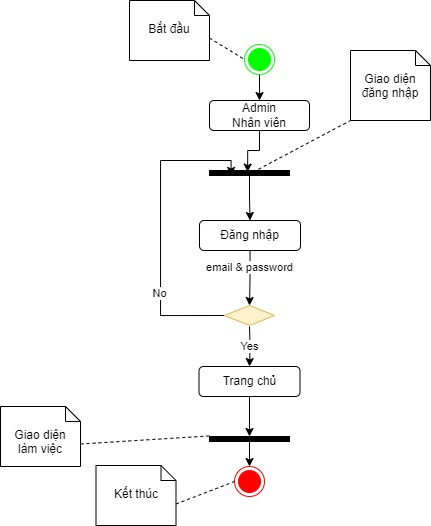 Bắt đầu
Giao diện
đăng nhập
Admin
Nhân viên
Đăng nhập
email & password
No
Yes
Trang chủ
Giao diện
làm việc
Kết thúc